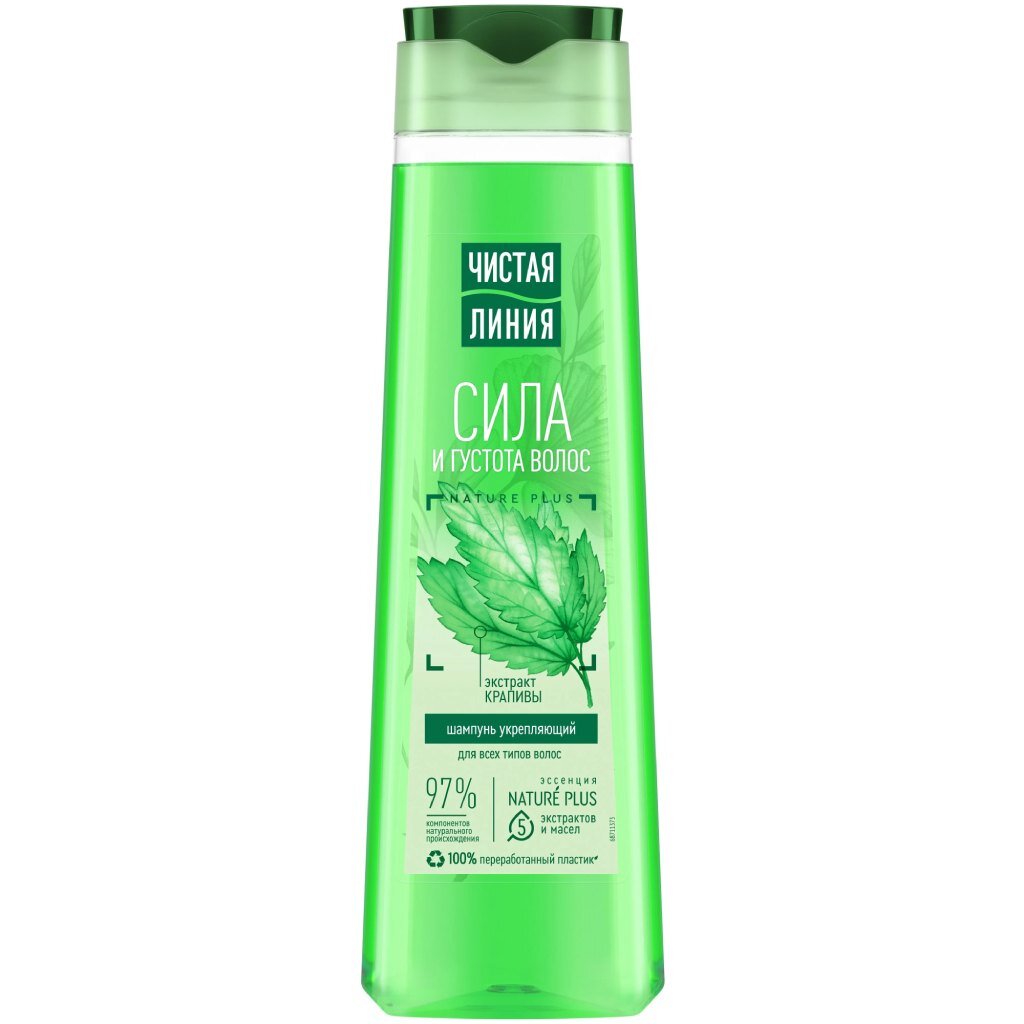 ЧИСТАЯ
ЛИНИЯ
СИЛА
И ГУСТОТА ВОЛОС
NATURE PLUS
экстракт
КРАПИВЫ
шампунь укрепляющий
для всех типов волос
97%
компонентов
натурального
происхождения
эссенция
NATURÉ PLUS
5 экстрактов
и масел
68711373
100% переработанный пластик